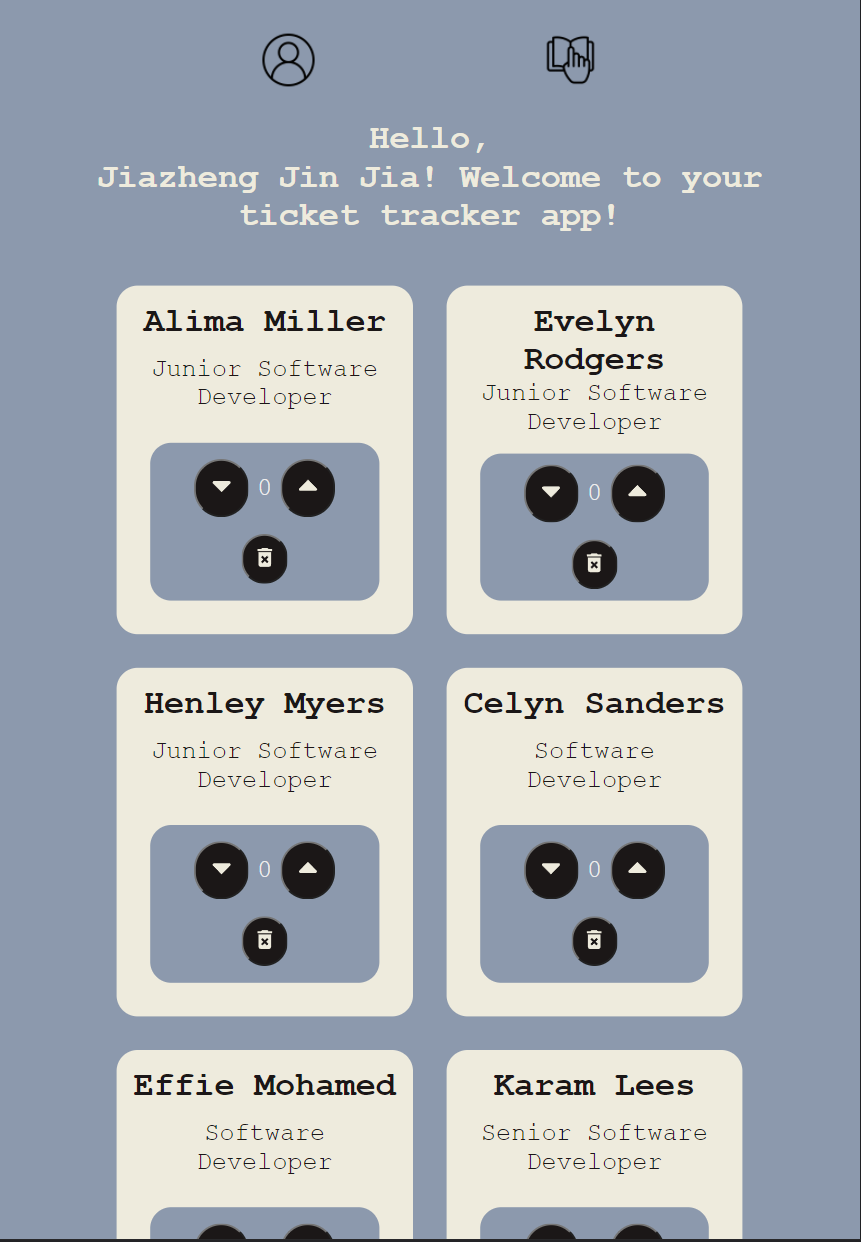 Hello,
Jiazheng Jin Jia! Welcome to your
ticket tracker app!
Alima Miller
Junior Software
Developer
0
Evelyn
Rodgers
Junior Software
Developer
0
Henley Myers
Junior Software
Developer
0
Celyn Sanders
Software
Developer
0
Effie Mohamed
Software
Developer
Karam Lees
Senior Software
Developer